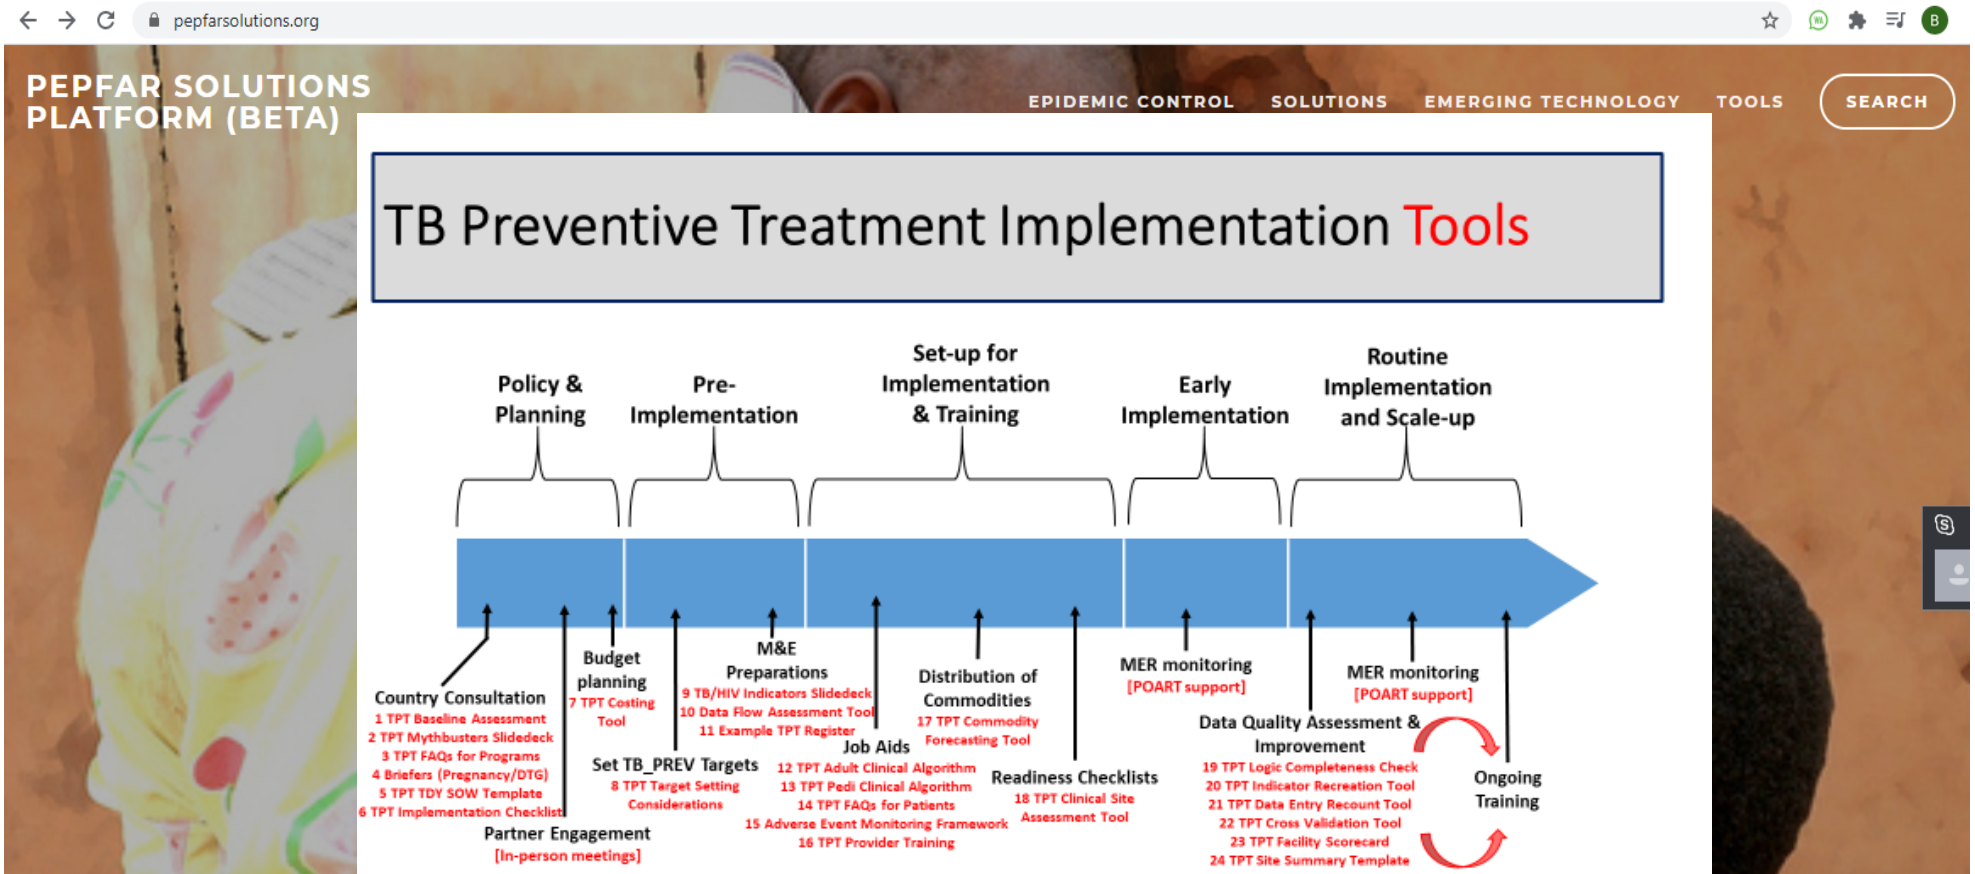 pepfarsolutions.org
B
PEPFAR SOLUTIONS
PLATFORM (BETA)
EPIDEMIC CONTROL SOLUTIONS EMERGING TECHNOLOGY TOOLS SEARCH
TB Preventive Treatment Implementation Tools
Policy &
Planning
Pre-
Implementation
Set-up for
Implementation
& Training
Early
Implementation
Routine
Implementation
and Scale-up
Country Consultation
1 TPT Baseline Assessment
2 TPT Mythbusters Slidedeck
3 TPT FAQs for Programs
4 Briefers (Pregnancy/DTG)
5 TPT TDY SOW Template
6 TPT Implementation Checklist
Partner Engagement
[In-person meetings]
Budget
planning
7 TPT Costing
Tool
Set TB_PREV Targets
8 TPT Target Setting
Considerations
M&E
Preparations
9 TB/HIV Indicators Slidedeck
10 Data Flow Assessment Tool
11 Example TPT Register
Job Aids
12 TPT Adult Clinical Algorithm
13 TPT Pedi Clinical Algorithm
14 TPT FAQs for Patients
15 Adverse Event Monitoring Framework
16 TPT Provider Training
Distribution of
Commodities
17 TPT Commodity
Forecasting Tool
Readiness Checklists
18 TPT Clinical Site
Assessment Tool
MER monitoring
[POART support]
Data Quality Assessment &
Improvement
19 TPT Logic Completeness Check
20 TPT Indicator Recreation Tool
21 TPT Data Entry Recount Tool
22 TPT Cross Validation Tool
23 TPT Facility Scorecard
24 TPT Site Summary Template
MER monitoring
[POART support]
Ongoing
Training